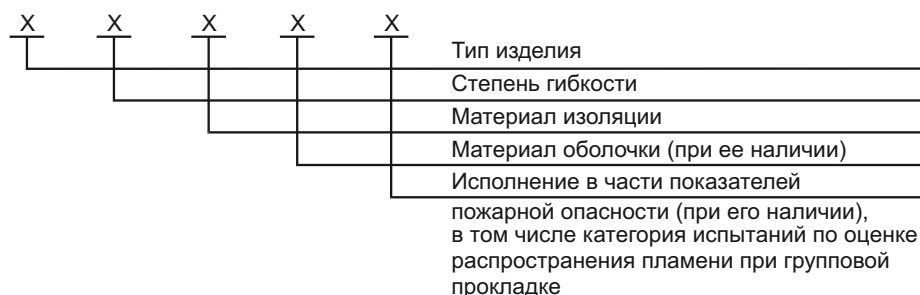 X X X X X
Тип изделия
Степень гибкости
Материал изоляции
Материал оболочки (при ее наличии)
Исполнение в части показателей
пожарной опасности (при его наличии),
в том числе категория испытаний по оценке
распространения пламени при групповой
прокладке